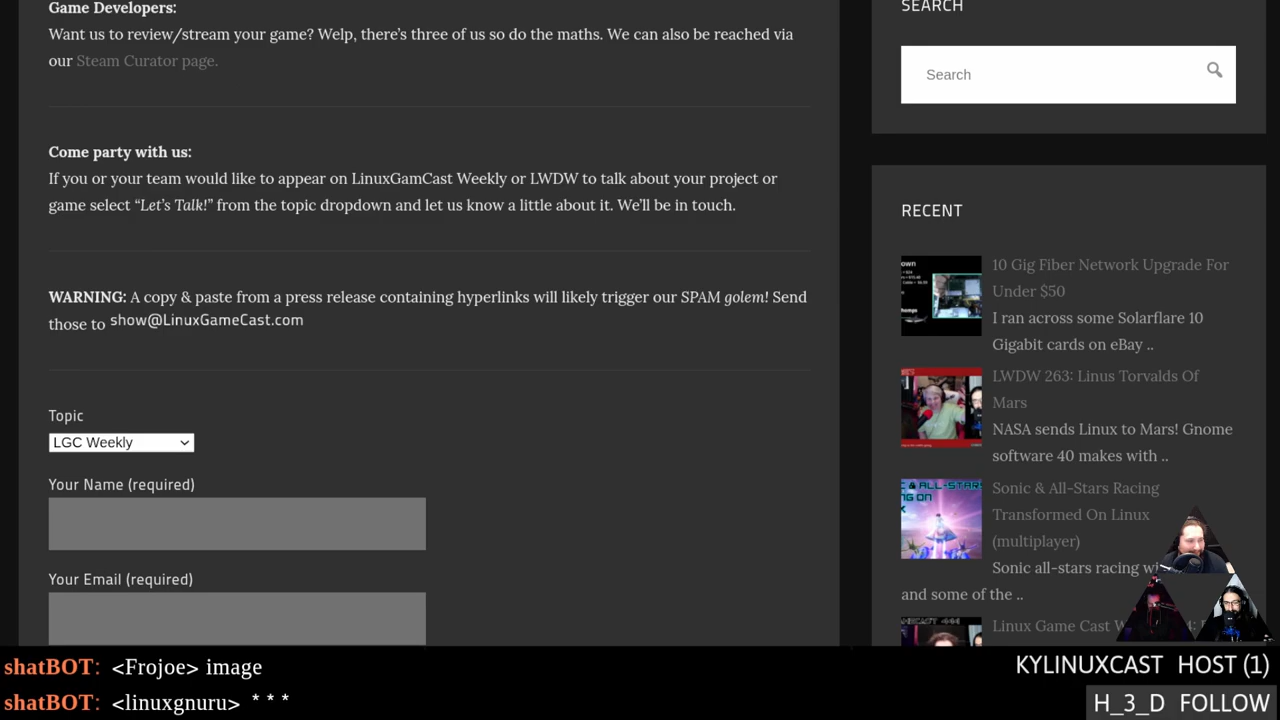 Game Developers:
Want us to review/stream your game? Welp, there’s three of us so do the maths. We can also be reached via
our Steam Curator page.
Come party with us:
If you or your team would like to appear on LinuxGamCast Weekly or LWDW to talk about your project or
game select “Let’s Talk!” from the topic dropdown and let us know a little about it. We’ll be in touch.
WARNING: A copy & paste from a press release containing hyperlinks will likely trigger our SPAM golem! Send
those to show@LinuxGameCast.com
Topic
LGC Weekly
Your Name (required)
Your Email (required)
SEARCH
Search
RECENT
10 Gig Fiber Network Upgrade For
Under $50
I ran across some Solarflare 10
Gigabit cards on eBay ..
LWDW 263: Linus Torvalds Of
Mars
NASA sends Linux to Mars! Gnome
software 40 makes with ..
Sonic & All-Stars Racing
Transformed On Linux
(multiplayer)
Sonic all-stars racing
and some of the ..
Linux Game Cast
shatBOT: <Frojoe> image
shatBOT: <linuxgnuru> * * *
KYLINUXCAST HOST (1)
H_3_D FOLLOW